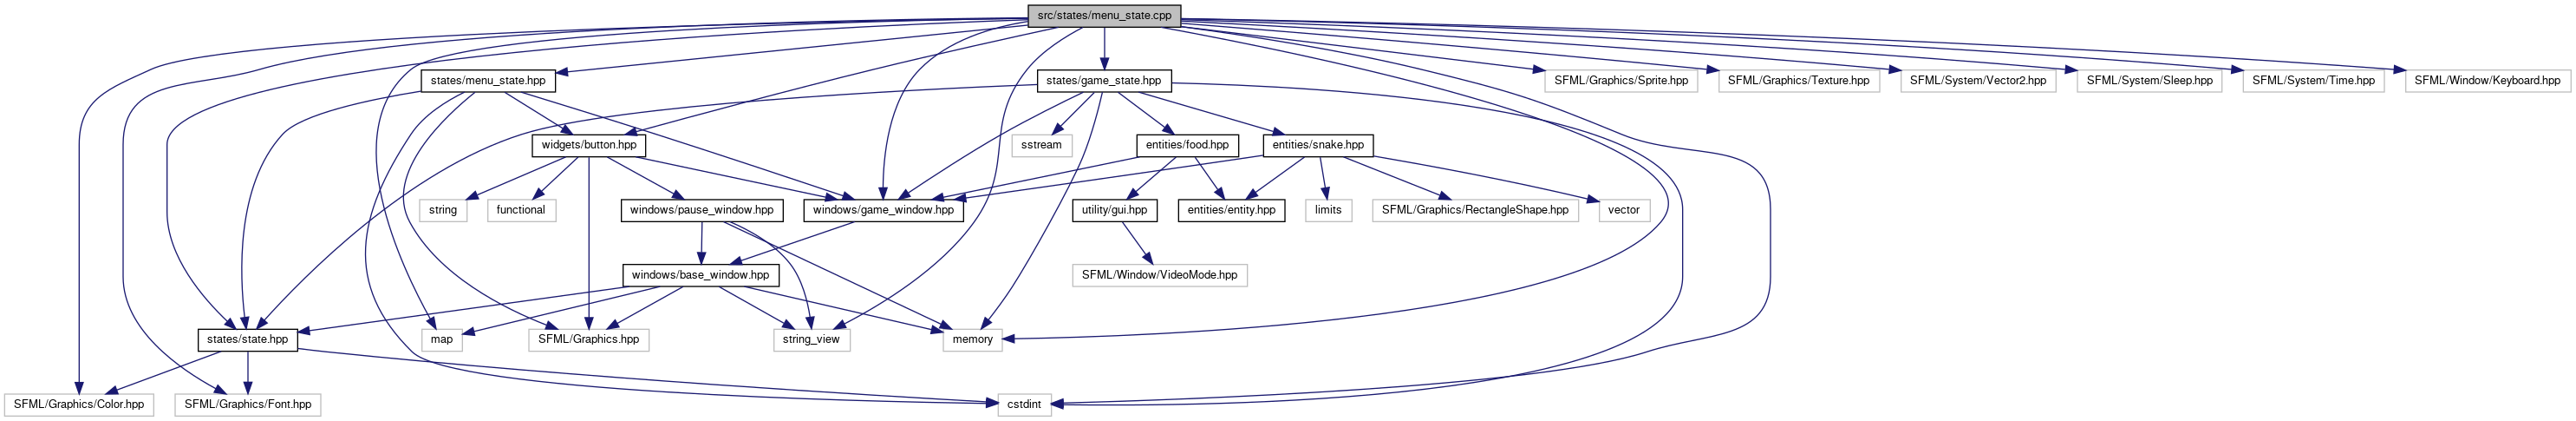 src/states/menu_state.cpp
states/menu_state.hpp
states/game_state.hpp
SFML/Graphics/Sprite.hpp
SFML/Graphics/Texture.hpp
SFML/System/Vector2.hpp
SFML/System/Sleep.hpp
SFML/System/Time.hpp
SFML/Window/Keyboard.hpp
widgets/button.hpp
sstream
entities/food.hpp
entities/snake.hpp
string
functional
windows/pause_window.hpp
windows/game_window.hpp
utility/gui.hpp
entities/entity.hpp
limits
SFML/Graphics/RectangleShape.hpp
vector
windows/base_window.hpp
SFML/Window/VideoMode.hpp
states/state.hpp
map
SFML/Graphics.hpp
string_view
memory
SFML/Graphics/Color.hpp
SFML/Graphics/Font.hpp
cstdint